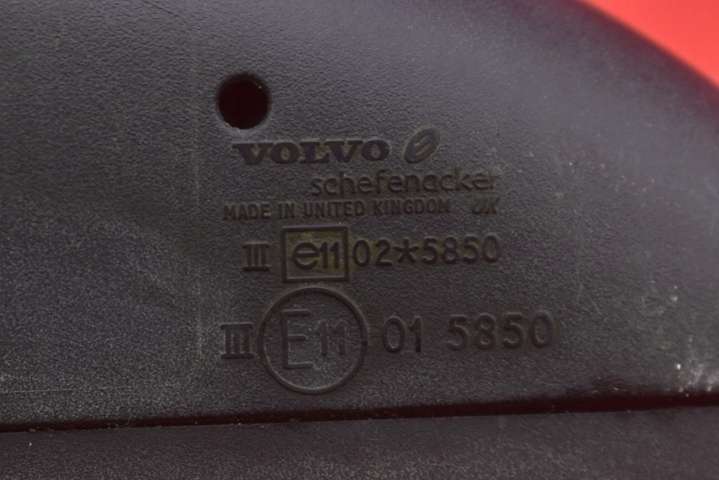 VOLVO
schefenacker
MADE IN UNITED KINGDOM UK
III e11 02*5850
III E11 01 5850